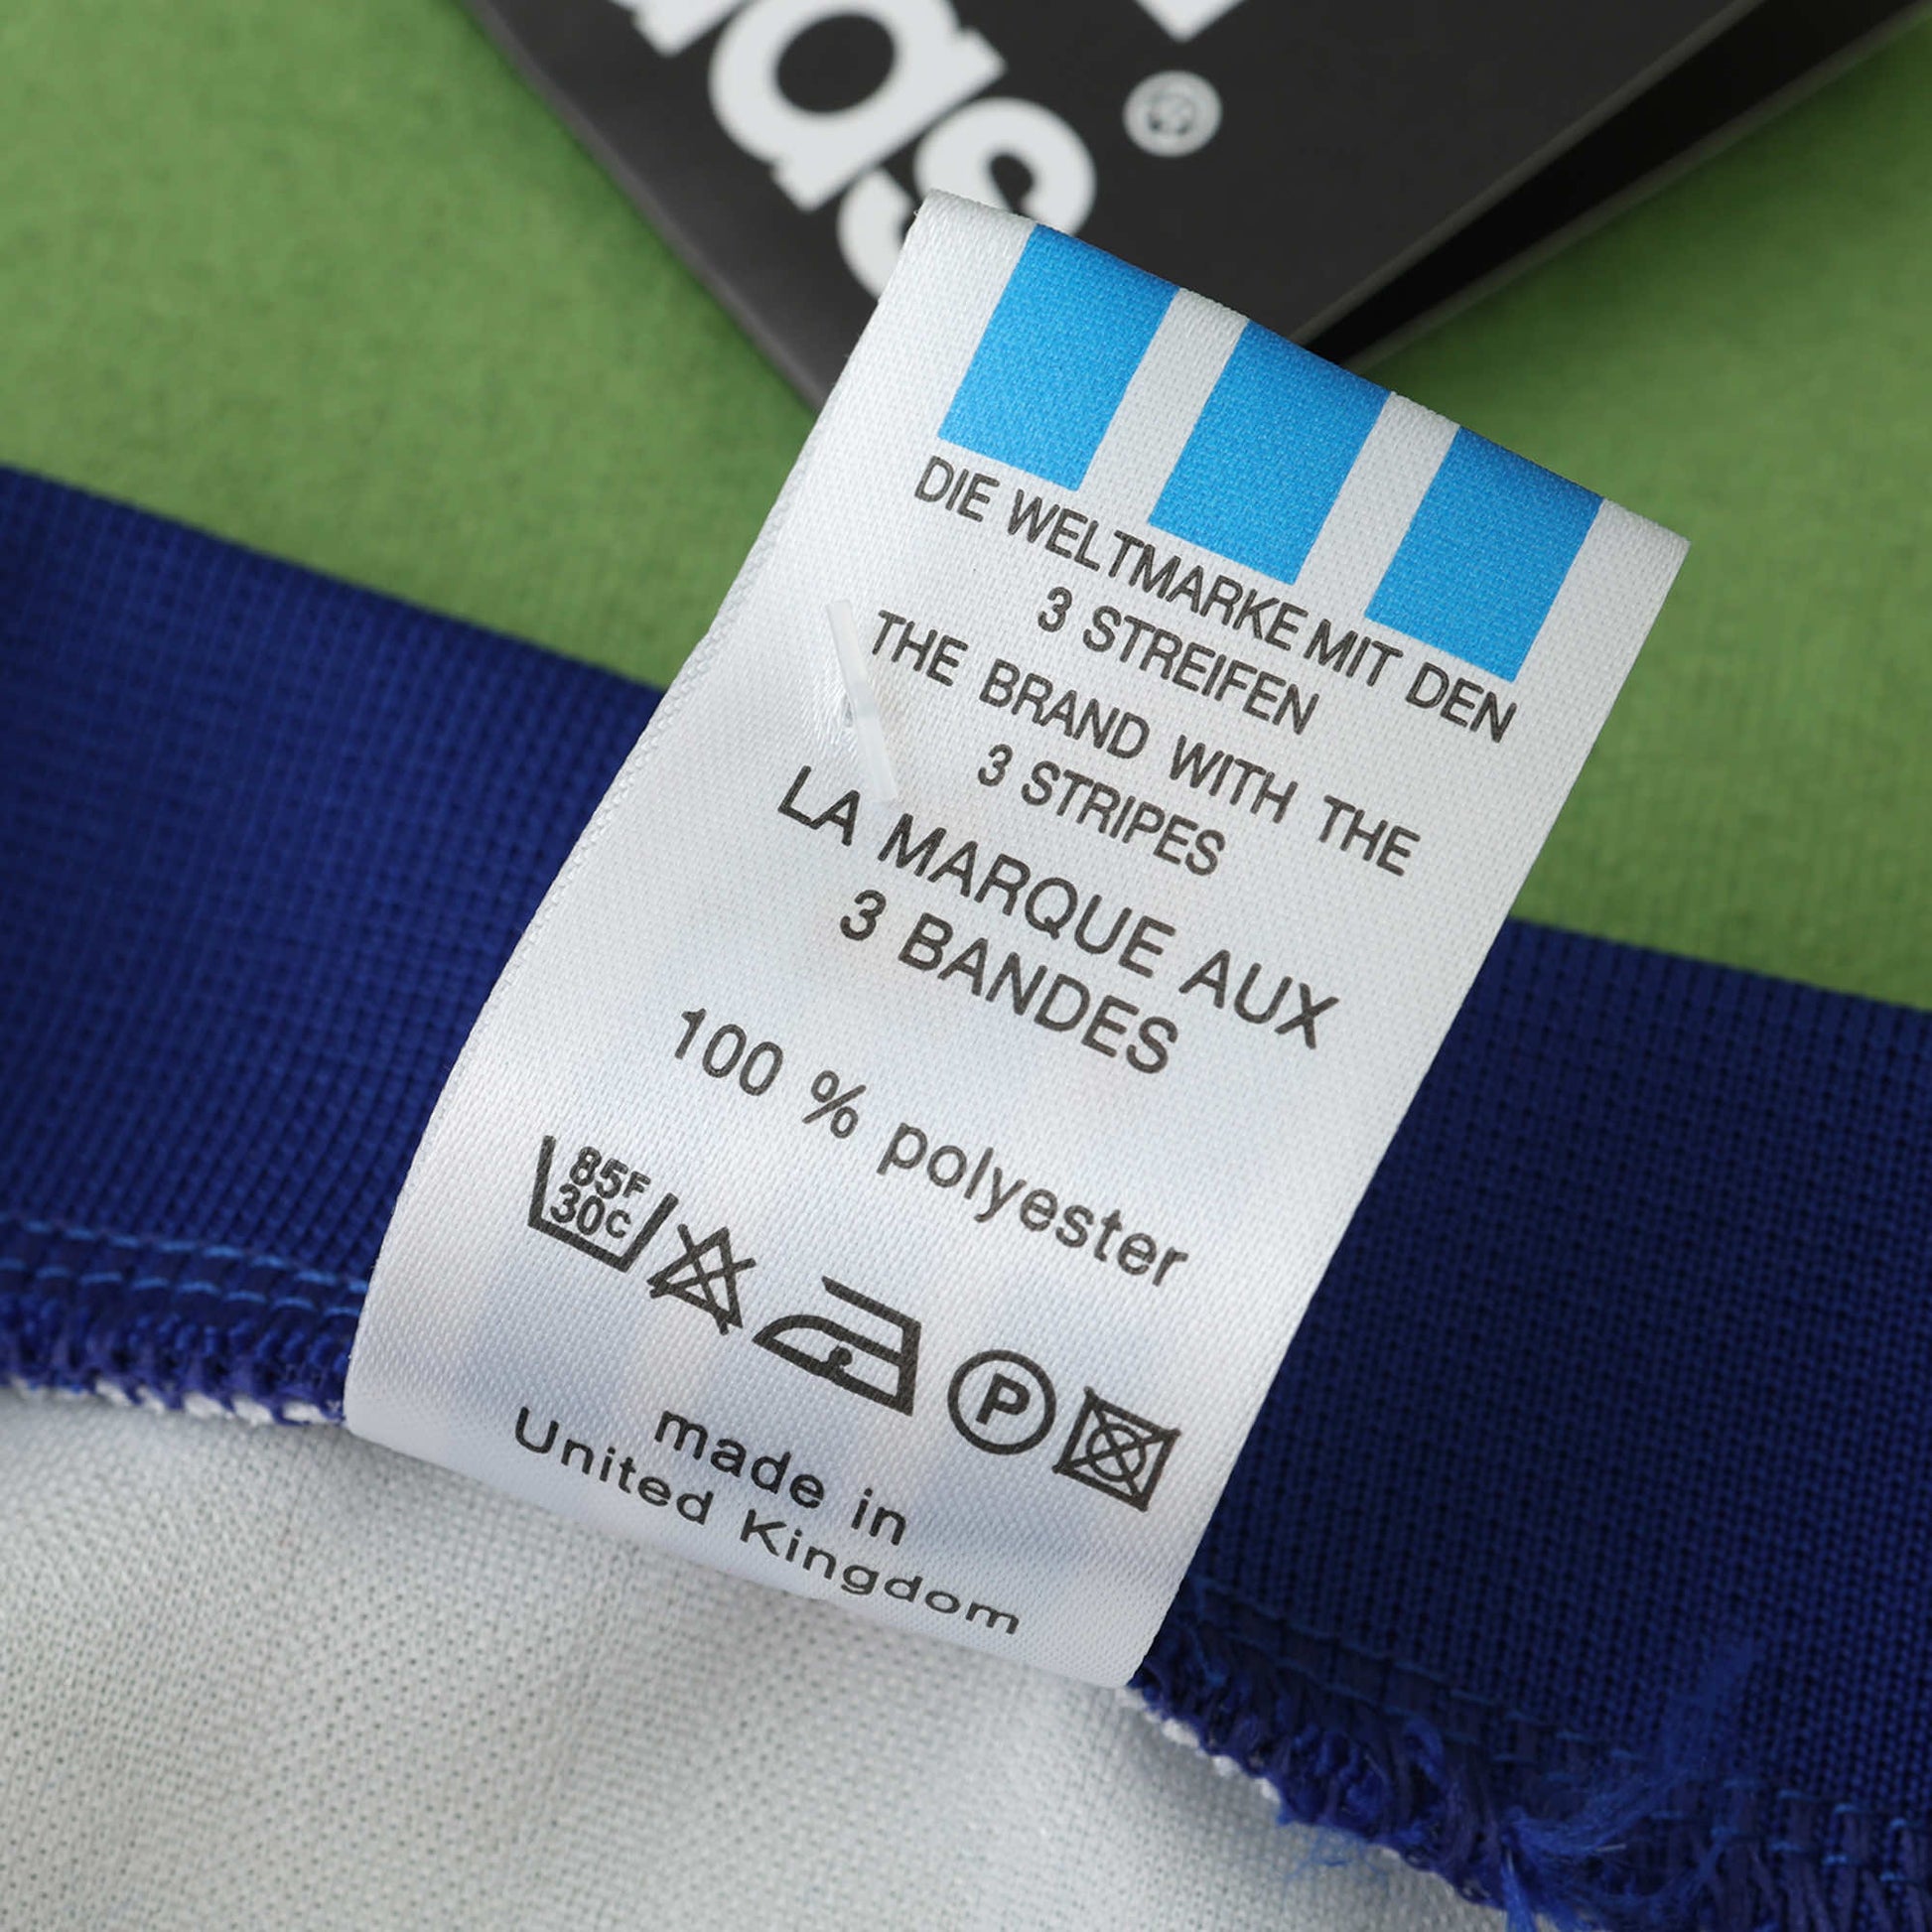 das®
DIE WELTMARKE MIT DEN
3 STREIFEN
THE BRAND WITH THE
3 STRIPES
LA MARQUE AUX
3 BANDES
100 % polyester
85F
30C
P
made in
United Kingdom